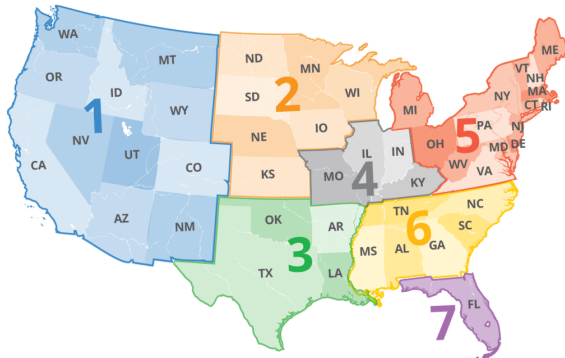 WA
OR
ID
MT
WY
NV
UT
CO
CA
AZ
NM
1
ND
MN
SD
WI
NE
IO
KS
2
OK
AR
TX
LA
3
IL
IN
MO
KY
4
ME
VT
NH
MA
CT RI
NY
MI
PA
NJ
OH
MD DE
WV
VA
5
TN
NC
SC
MS
AL
GA
6
FL
7